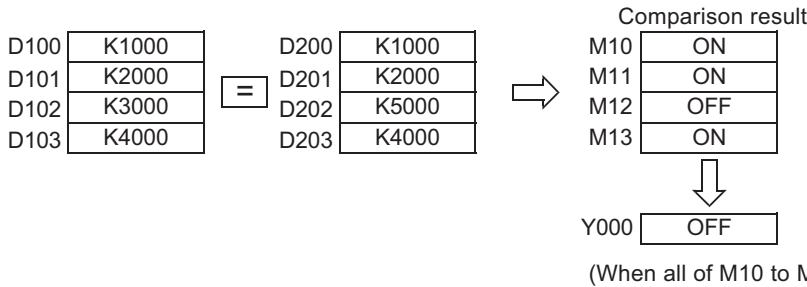 Comparison result
D100 K1000 D200 K1000 M10 ON
D101 K2000 = D201 K2000 M11 ON
D102 K3000 D202 K5000 M12 OFF
D103 K4000 D203 K4000 M13 ON
Y000 OFF
(When all of M10 to